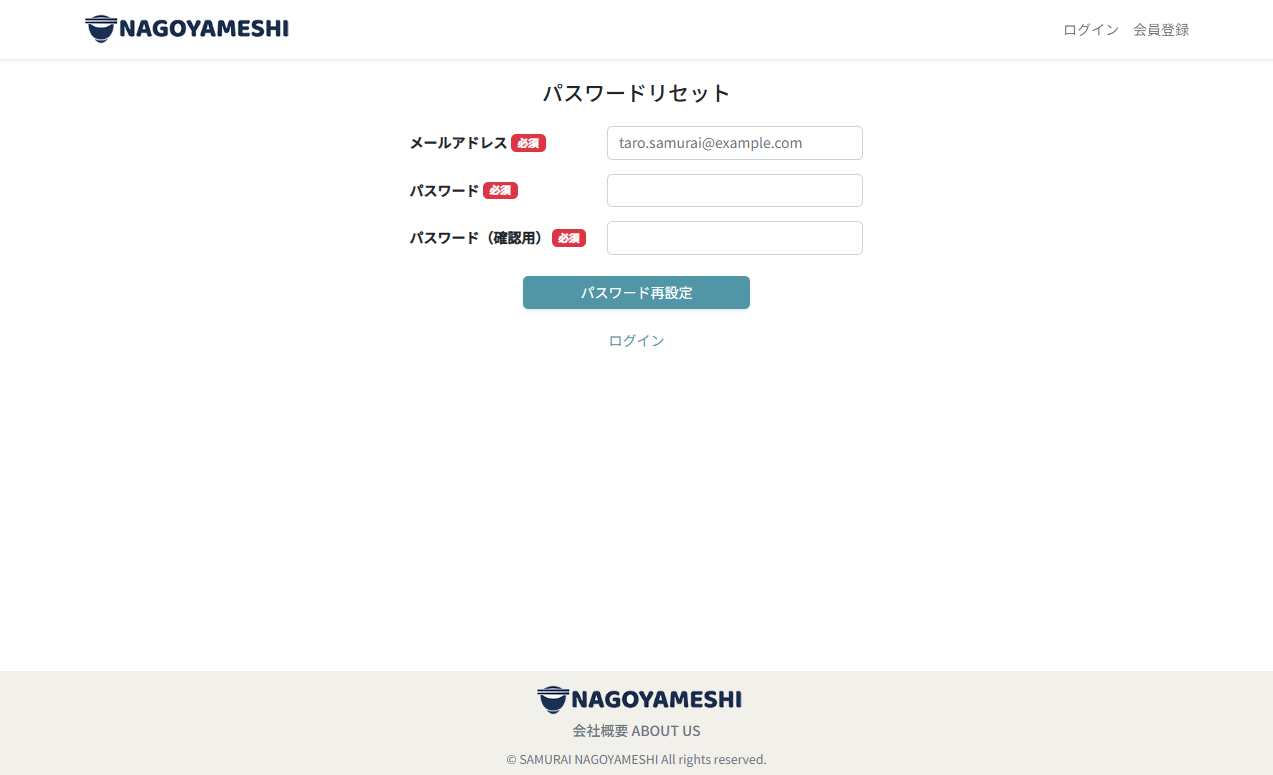 NAGOYAMESHI
ログイン 会員登録
パスワードリセット
メールアドレス 必須 taro.samurai@example.com
パスワード 必須
パスワード（確認用） 必須
パスワード再設定
ログイン
NAGOYAMESHI
会社概要 ABOUT US
© SAMURAI NAGOYAMESHI All rights reserved.